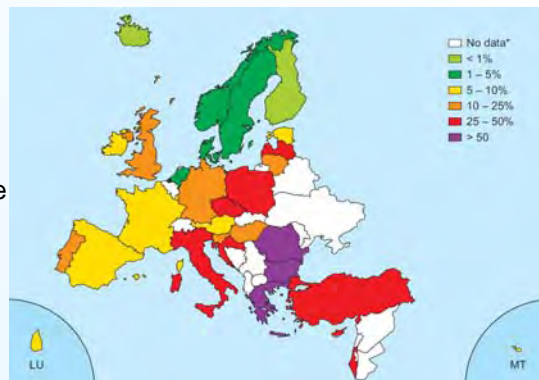 No data*
< 1%
1 – 5%
5 – 10%
10 – 25%
25 – 50%
> 50
e
LU
MT